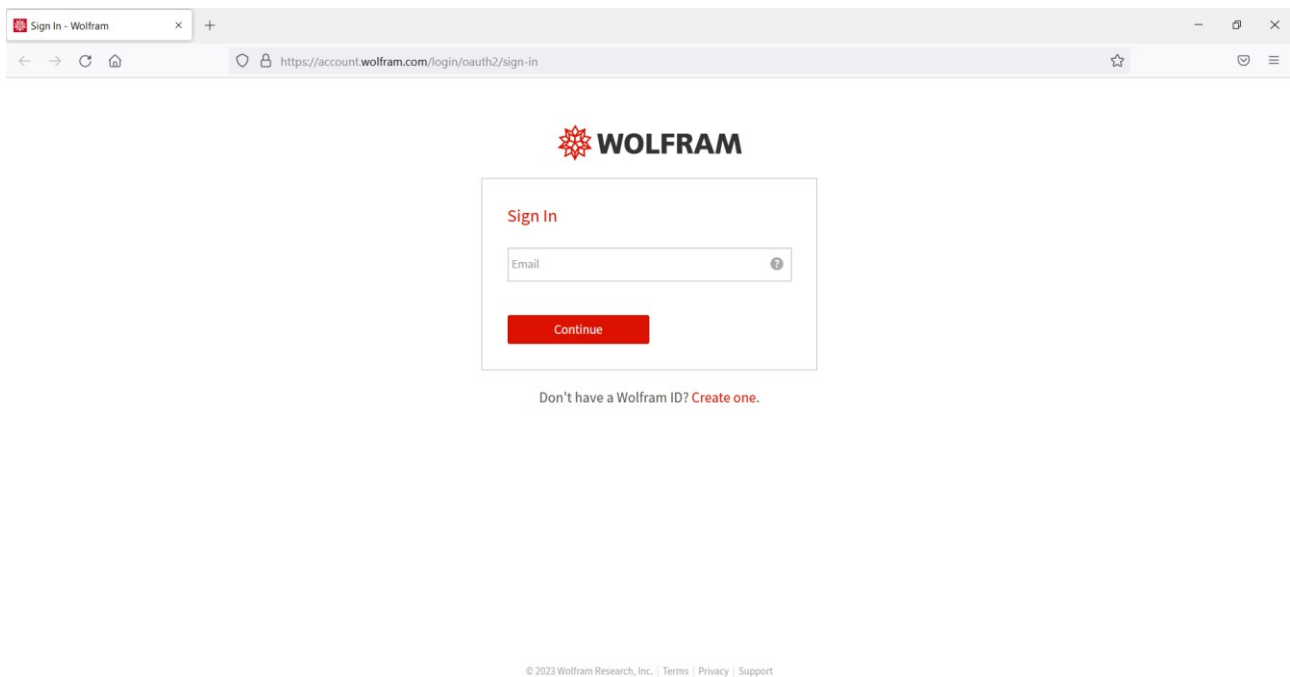 Sign In - Wolfram
https://account.wolfram.com/login/oauth2/sign-in
WOLFRAM
Sign In
Email
?
Continue
Don't have a Wolfram ID? Create one.
© 2023 Wolfram Research, Inc. | Terms | Privacy | Support